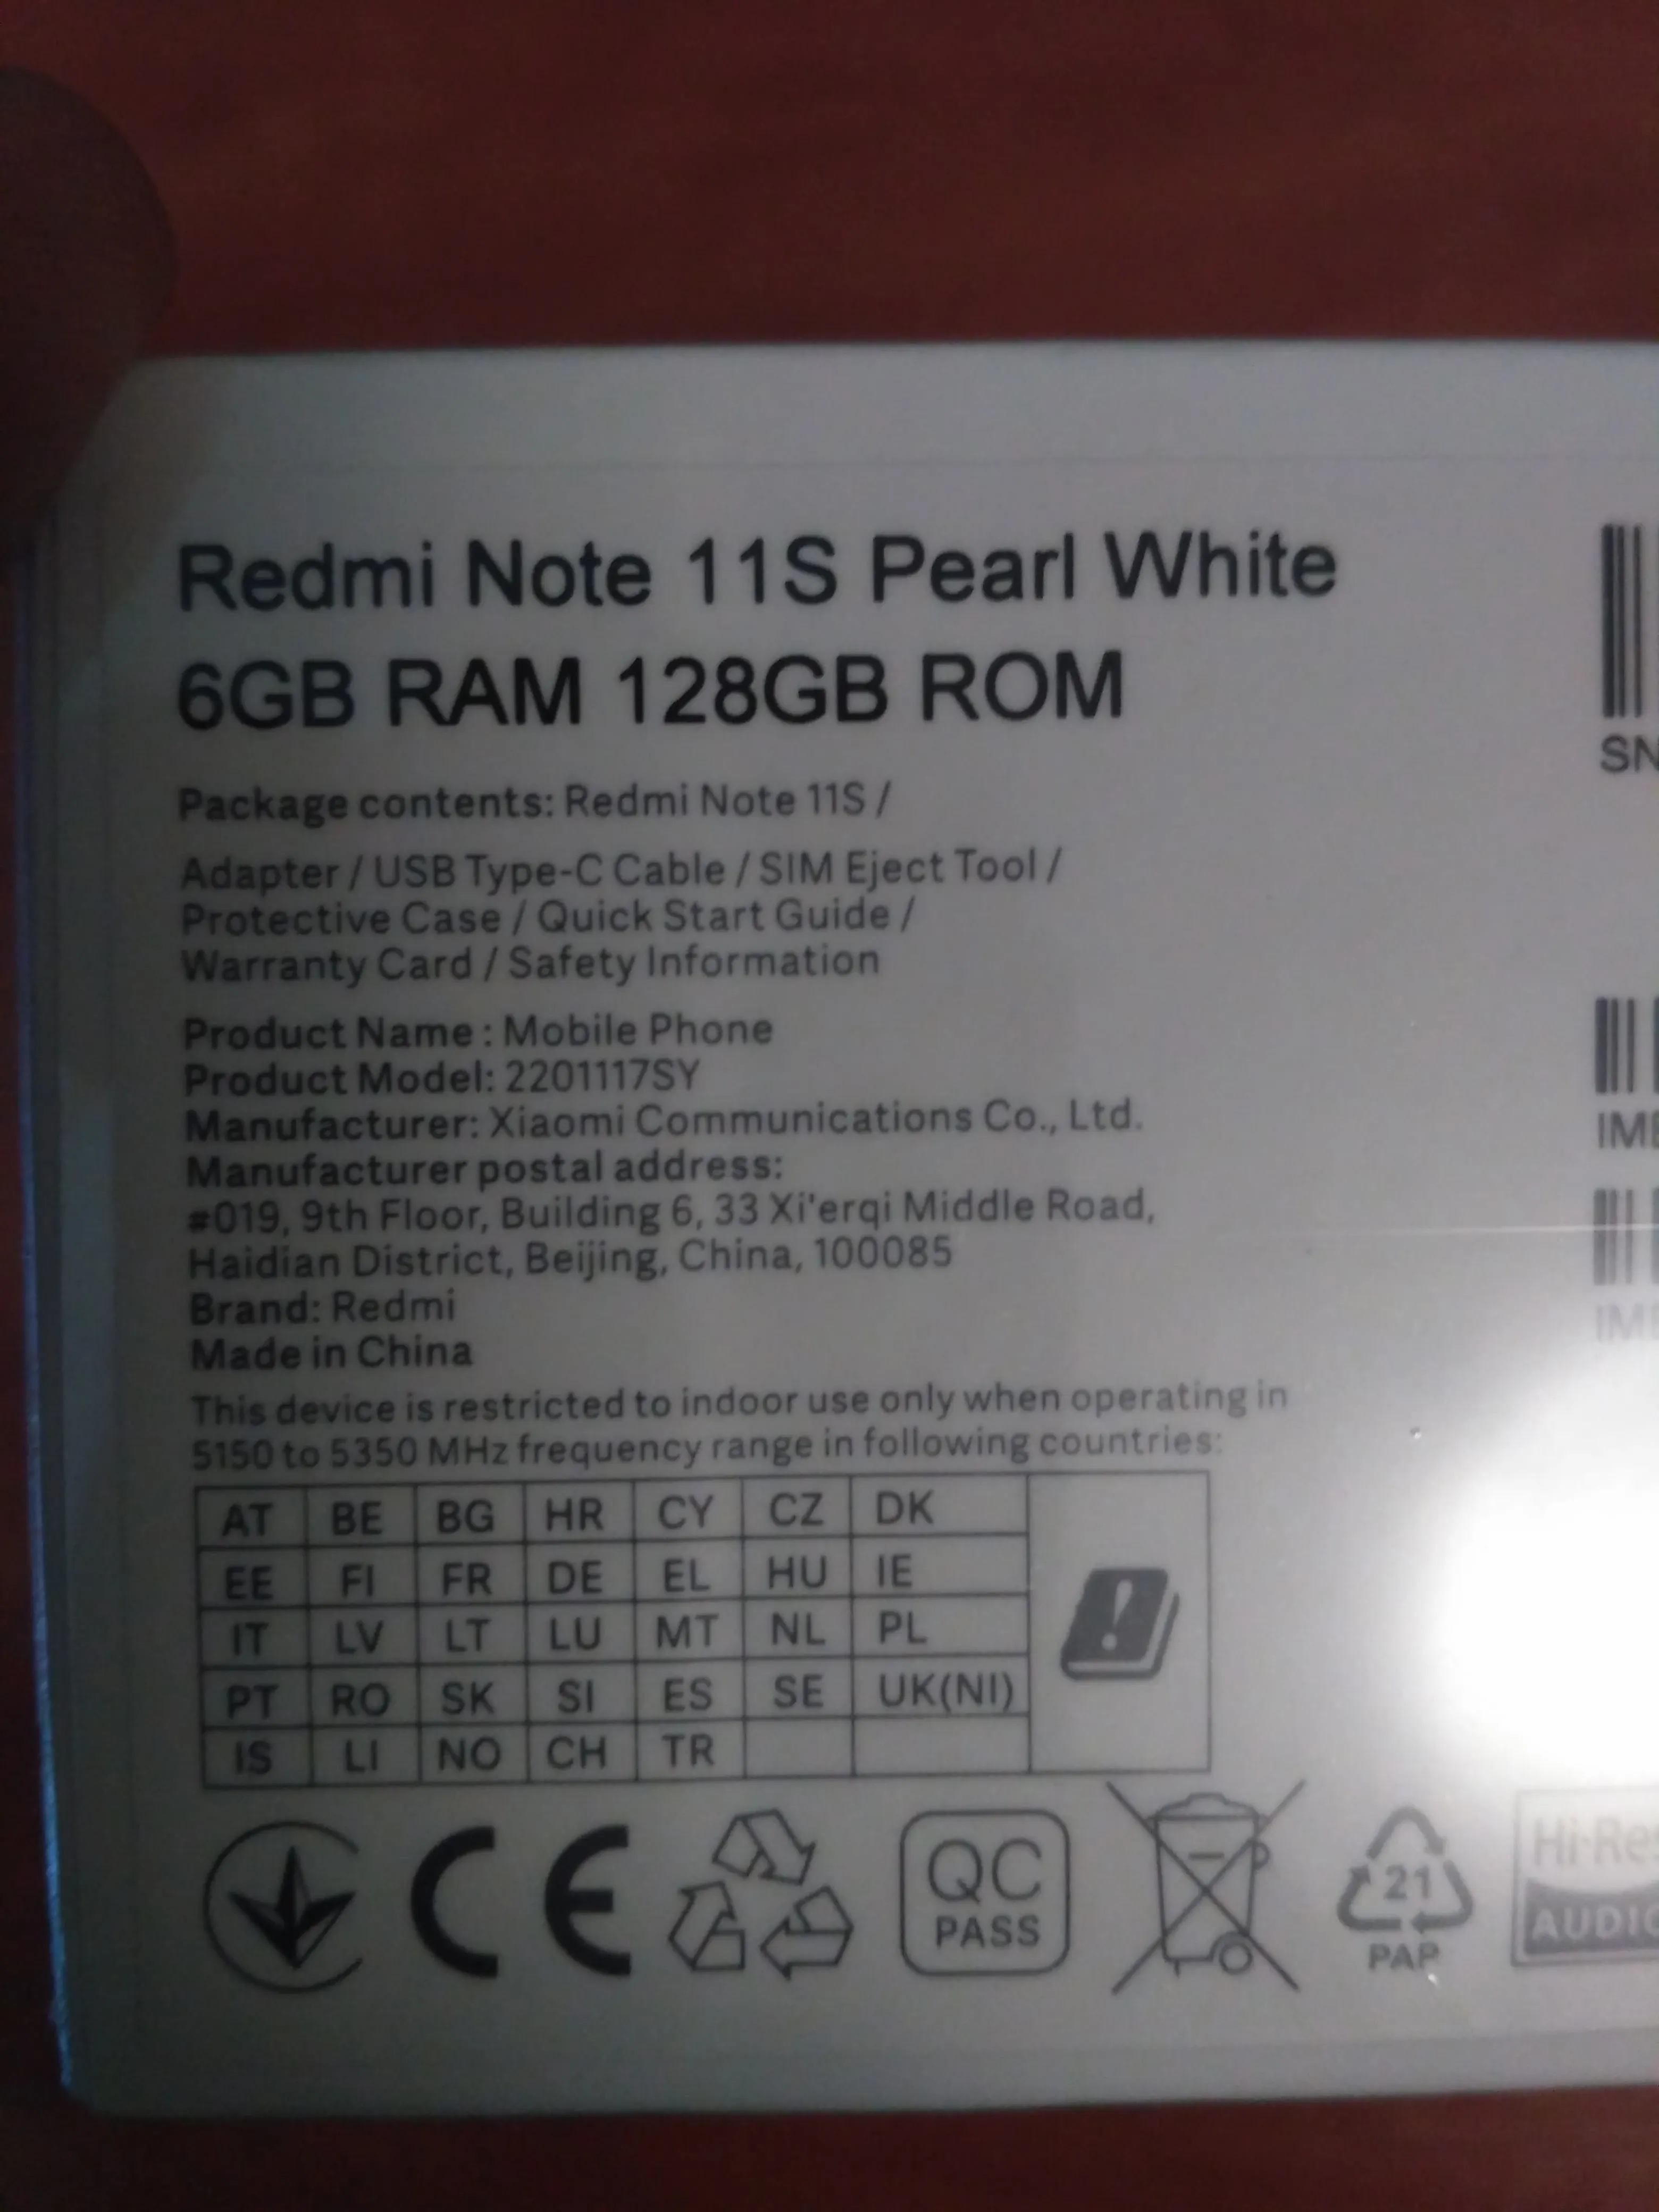 Redmi Note 11S Pearl White
6GB RAM 128GB ROM
SN
Package contents: Redmi Note 11S /
Adapter / USB Type-C Cable / SIM Eject Tool /
Protective Case / Quick Start Guide /
Warranty Card / Safety Information
Product Name : Mobile Phone
Product Model: 2201117SY
Manufacturer: Xiaomi Communications Co., Ltd.
Manufacturer postal address:
#019, 9th Floor, Building 6, 33 Xi'erqi Middle Road,
Haidian District, Beijing, China, 100085
Brand: Redmi
Made in China
This device is restricted to indoor use only when operating in
5150 to 5350 MHz frequency range in following countries:
AT BE BG HR CY CZ DK
EE FI FR DE EL HU IE
IT LV LT LU MT NL PL
PT RO SK SI ES SE UK(NI)
IS LI NO CH TR
CE
QC
PASS
21
PAP
Hi-Res
AUDIO